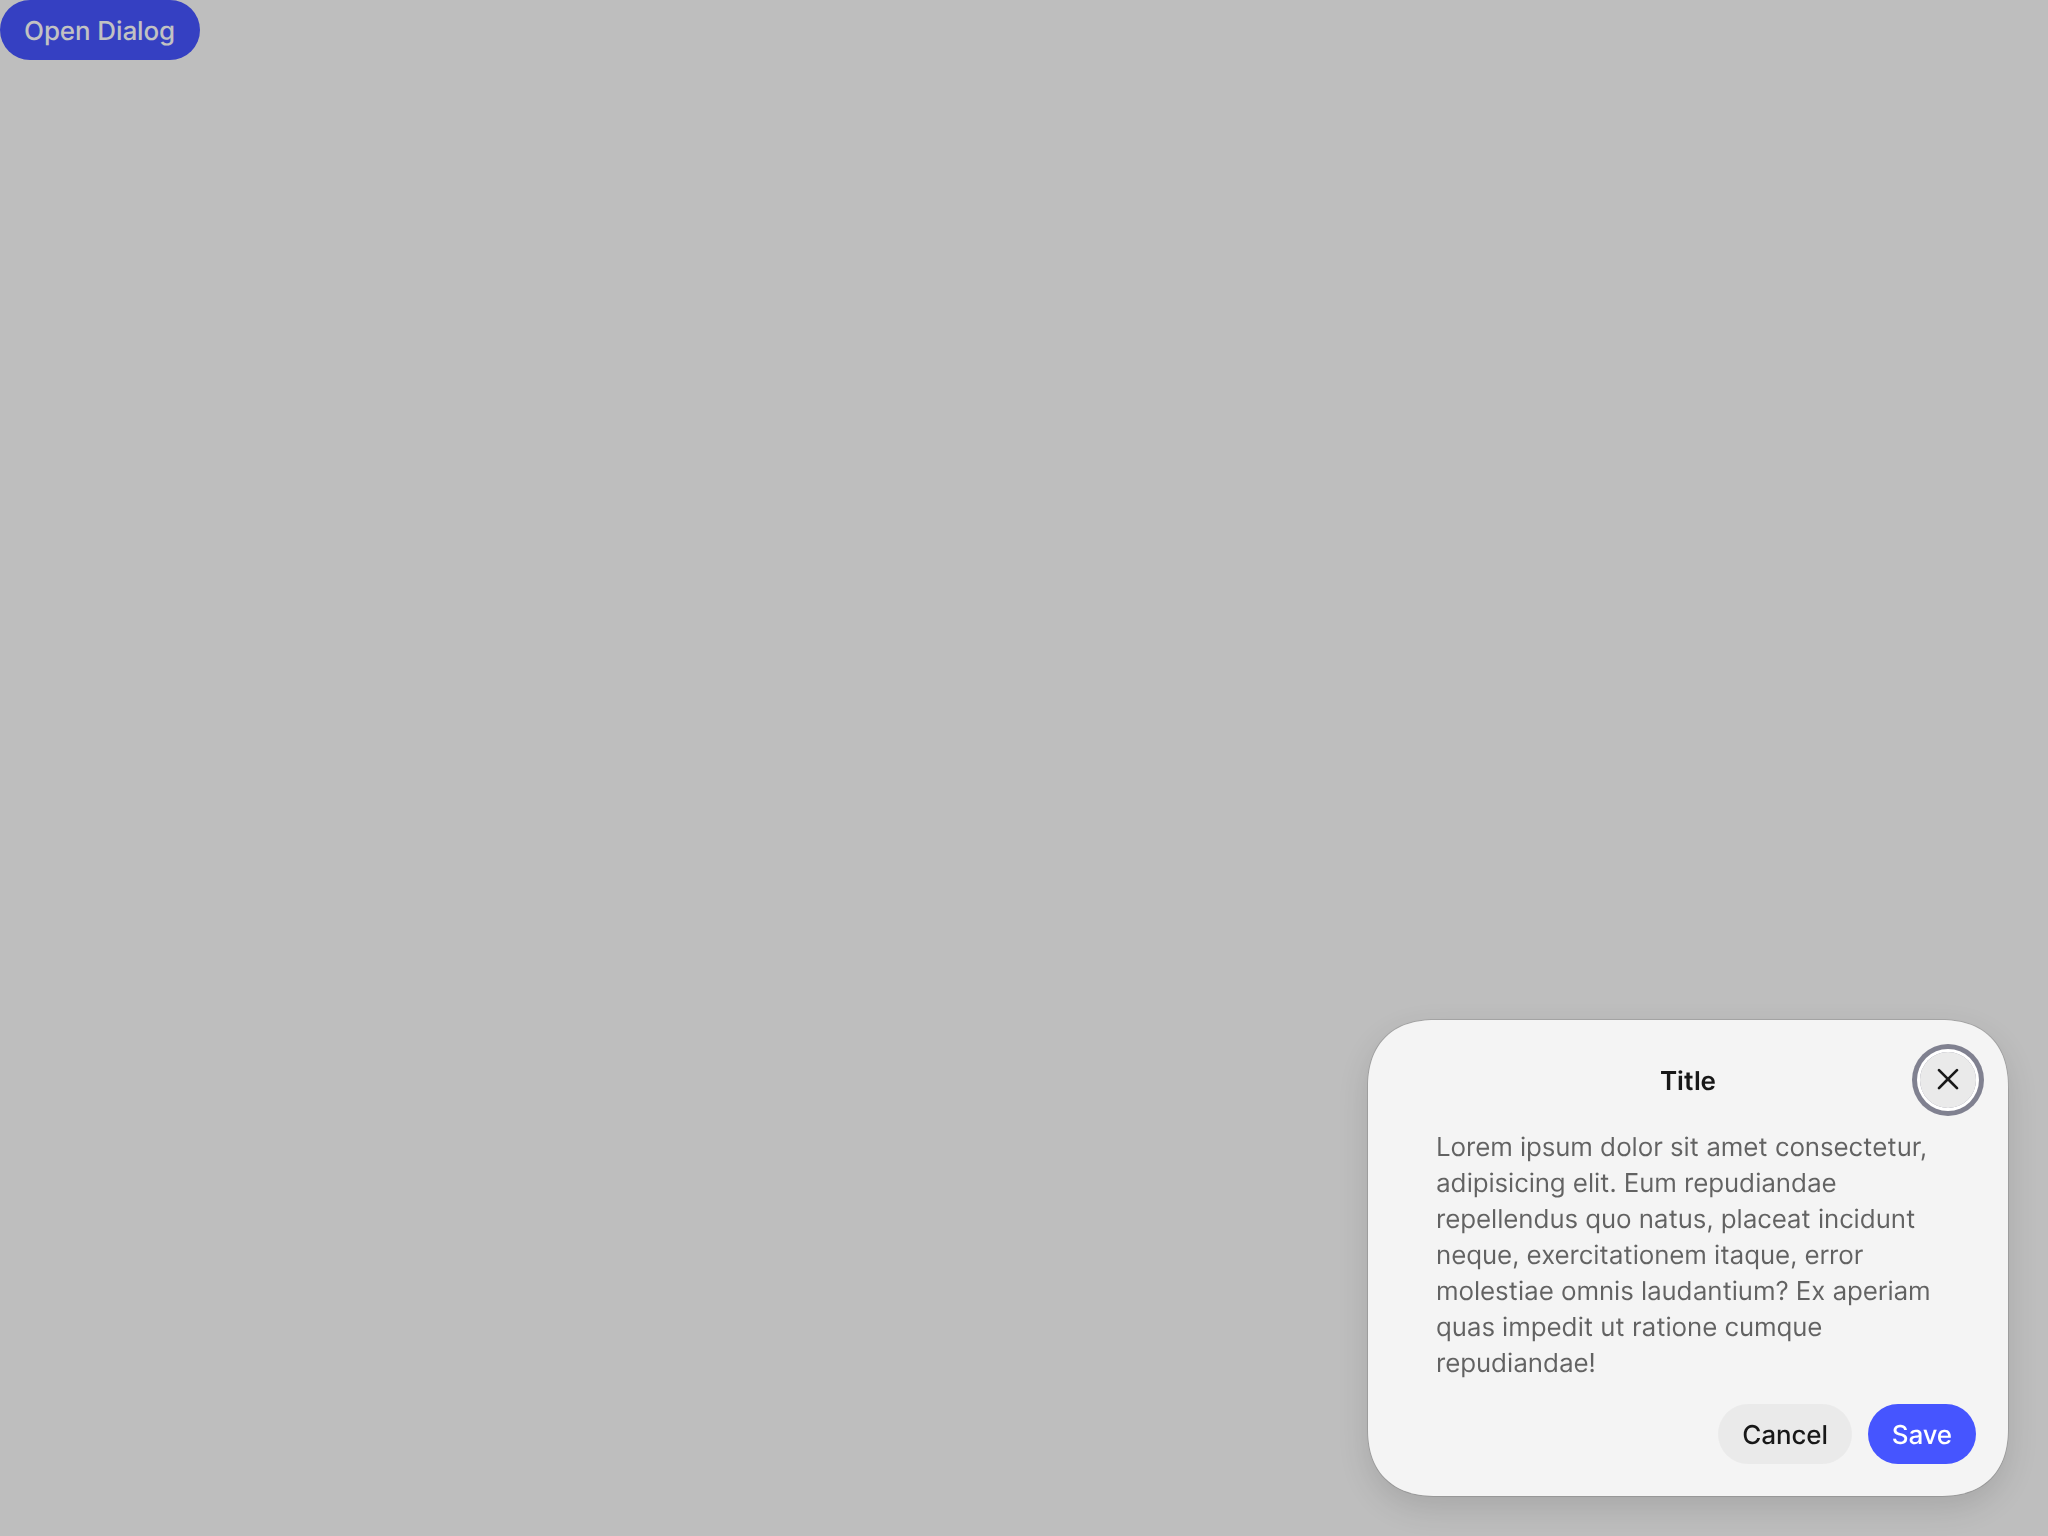 Open Dialog
Title
Lorem ipsum dolor sit amet consectetur,
adipisicing elit. Eum repudiandae
repellendus quo natus, placeat incidunt
neque, exercitationem itaque, error
molestiae omnis laudantium? Ex aperiam
quas impedit ut ratione cumque
repudiandae!
Cancel
Save